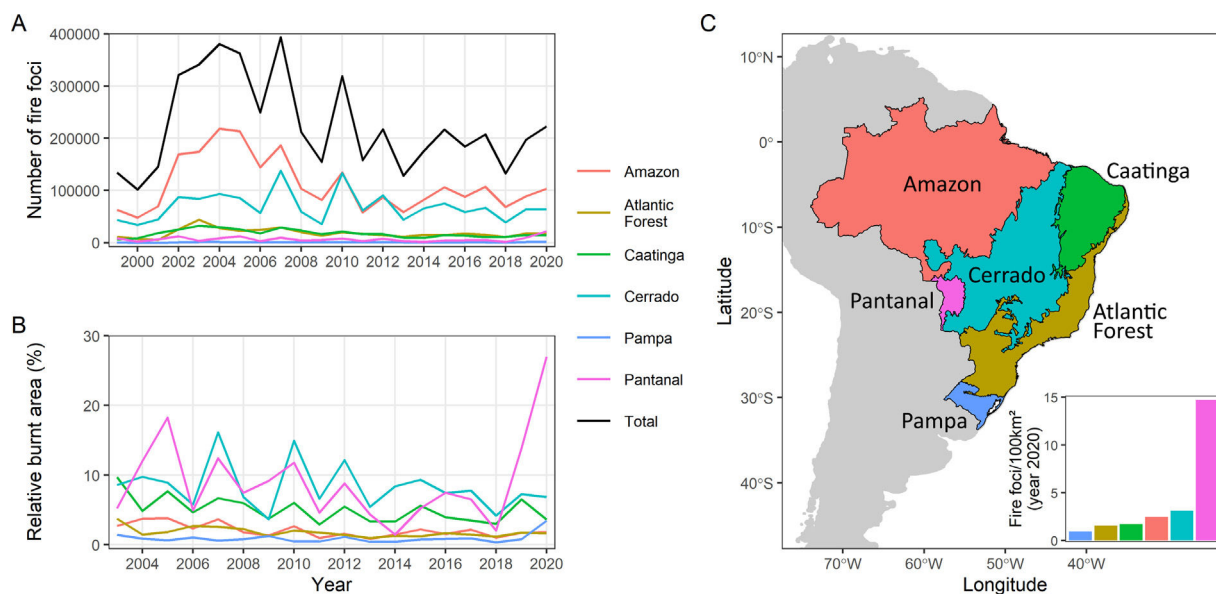 A
400000
300000
200000
100000
0
Number of fire foci
2000 2002 2004 2006 2008 2010 2012 2014 2016 2018 2020
B
30
20
10
0
Relative burnt area (%)
2004 2006 2008 2010 2012 2014 2016 2018 2020
Year
Amazon
Atlantic
Forest
Caatinga
Cerrado
Pampa
Pantanal
Total
C
10°N
0°
10°S
20°S
30°S
40°S
Latitude
Amazon
Caatinga
Cerrado
Pantanal
Atlantic
Forest
Pampa
15
10
5
0
Fire foci/100km²
(year 2020)
70°W 60°W 50°W 40°W
Longitude